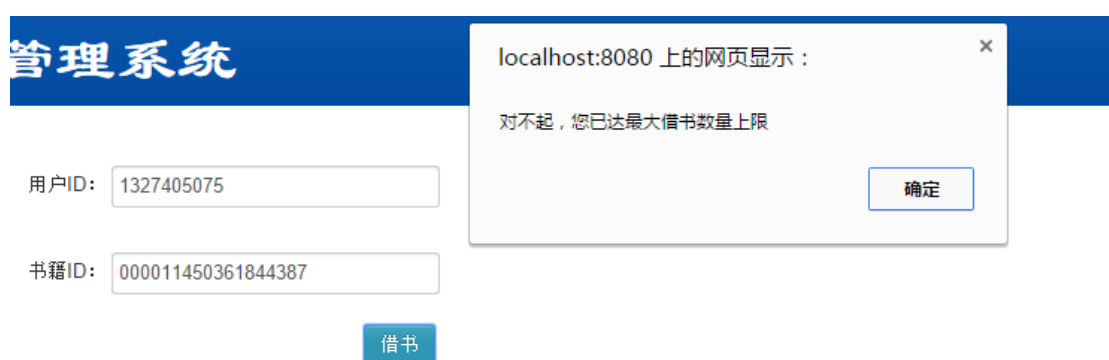 管理系统
localhost:8080 上的网页显示：
×
对不起，您已达最大借书数量上限
确定
用户ID：
1327405075
书籍ID：
000011450361844387
借书